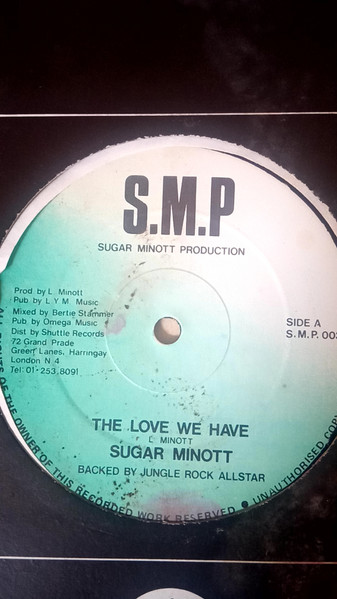 S.M.P
SUGAR MINOTT PRODUCTION
Prod by L. Minott
Pub by L.Y.M. Music
Mixed by Bertie Stammer
Pub by Omega Music
Dist by Shuttle Records
72 Grand Prade
Green Lanes, Harringay
London N 4
Tel: 01-253,8091
SIDE A
S.M.P. 003
THE LOVE WE HAVE
L. MINOTT
SUGAR MINOTT
BACKED BY JUNGLE ROCK ALLSTAR
OF THE OWNER OF THIS REEORDED WORK RESERVED ● UNAUTHORISED